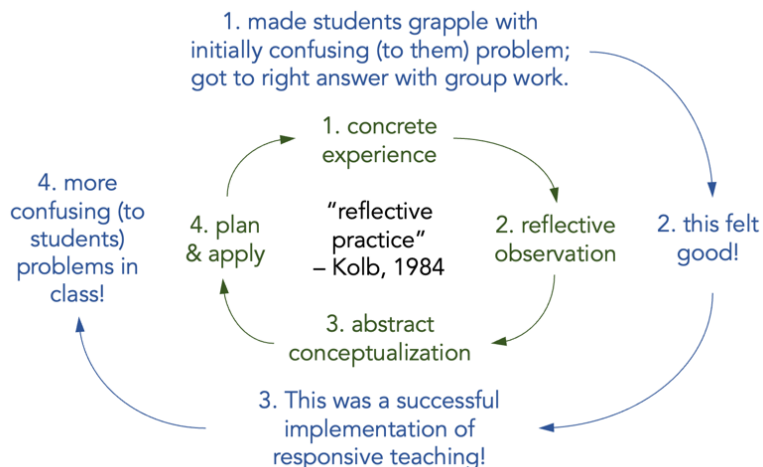 1. made students grapple with
initially confusing (to them) problem;
got to right answer with group work.
1. concrete
experience
4. more
confusing (to
students)
problems in
class!
4. plan
& apply
“reflective
practice”
– Kolb, 1984
2. reflective
observation
2. this felt
good!
3. abstract
conceptualization
3. This was a successful
implementation of
responsive teaching!